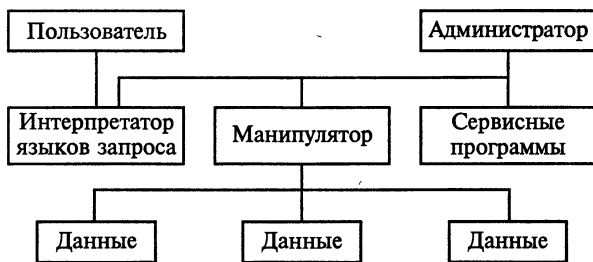 Пользователь
Администратор
Интерпретатор
языков запроса
Манипулятор
Сервисные
программы
Данные
Данные
Данные